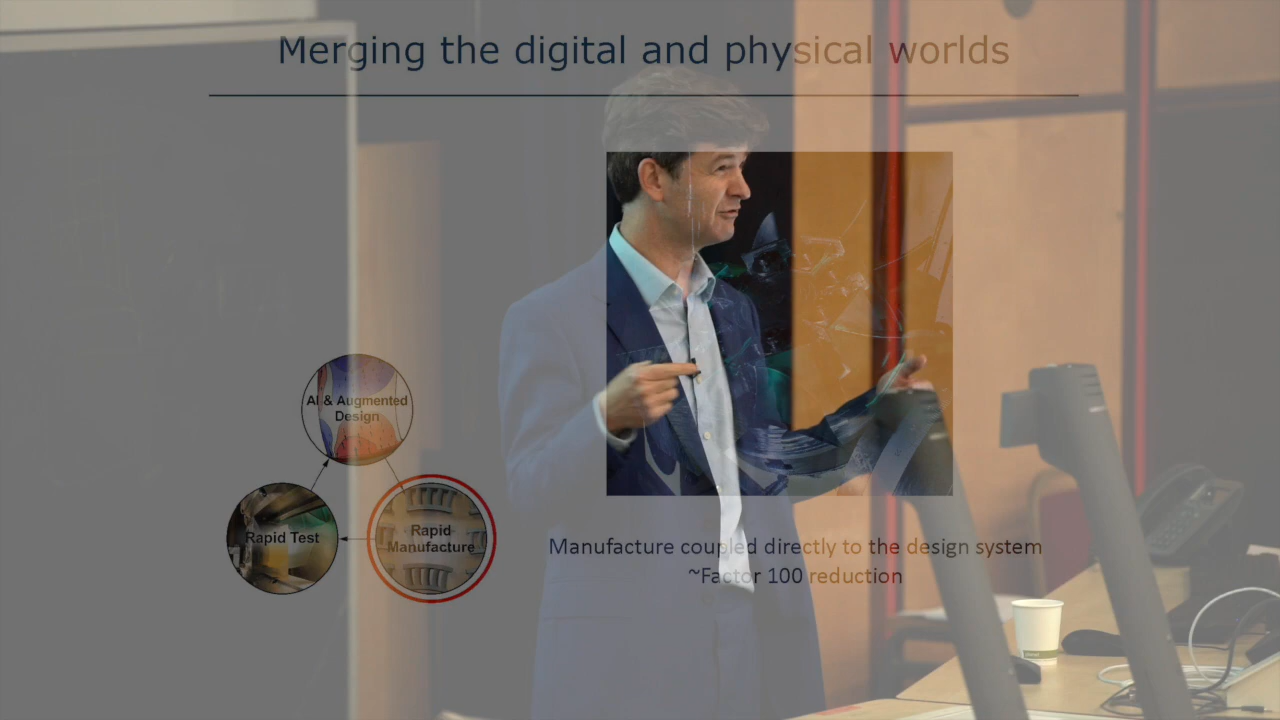 Merging the digital and physical worlds
AI & Augmented
Design
Rapid Test
Rapid
Manufacture
Manufacture coupled directly to the design system
~Factor 100 reduction